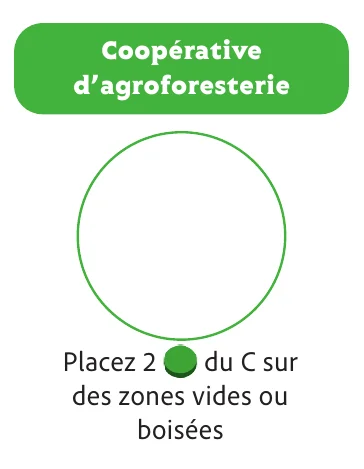 Coopérative
d’agroforesterie
Placez 2 du C sur
des zones vides ou
boisées